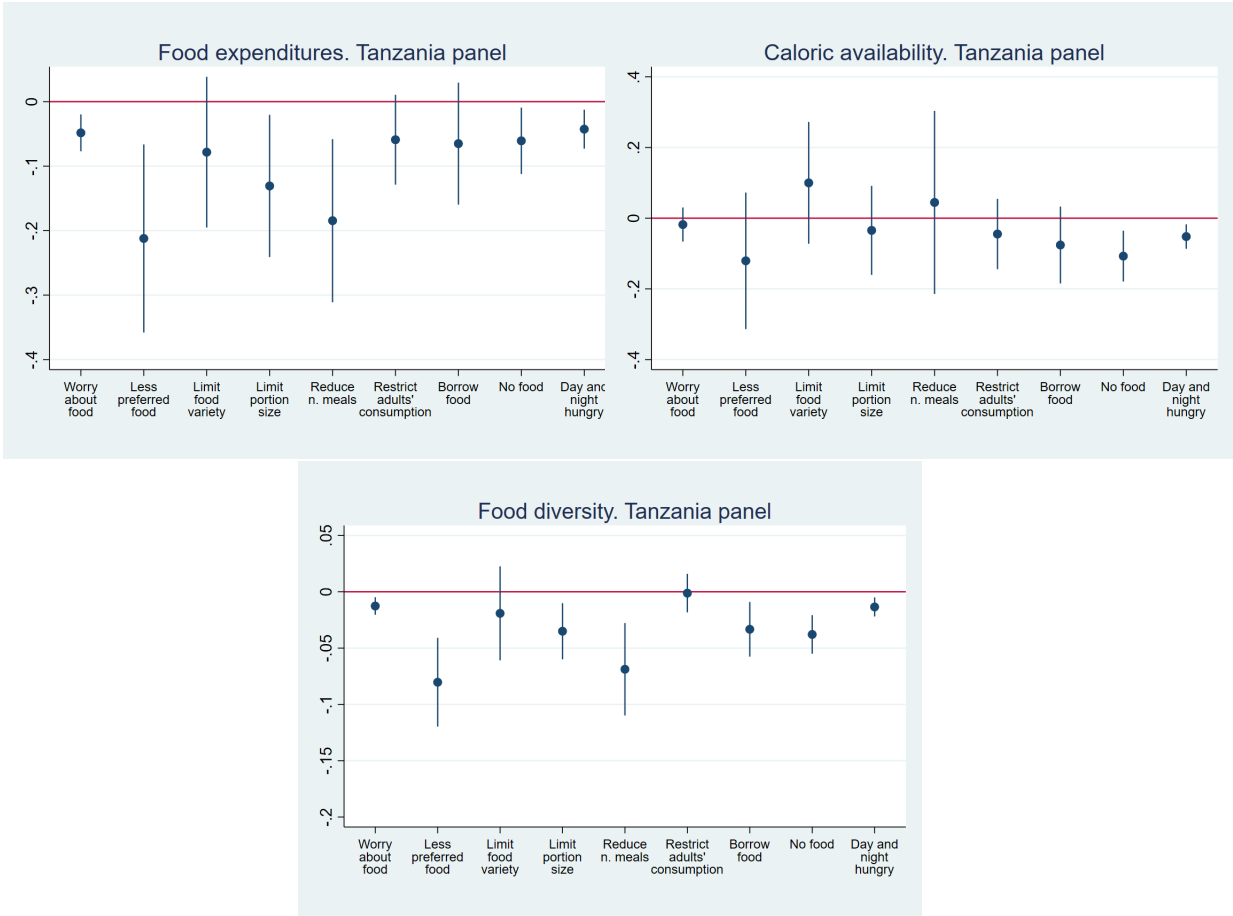 Food expenditures. Tanzania panel
0
-.1
-.2
-.3
-.4
Worry
about
food
Less
preferred
food
Limit
food
variety
Limit
portion
size
Reduce
n. meals
Restrict
adults'
consumption
Borrow
food
No food
Day and
night
hungry
Caloric availability. Tanzania panel
.4
.2
0
-.2
-.4
Worry
about
food
Less
preferred
food
Limit
food
variety
Limit
portion
size
Reduce
n. meals
Restrict
adults'
consumption
Borrow
food
No food
Day and
night
hungry
Food diversity. Tanzania panel
.05
0
-.05
-.1
-.15
-.2
Worry
about
food
Less
preferred
food
Limit
food
variety
Limit
portion
size
Reduce
n. meals
Restrict
adults'
consumption
Borrow
food
No food
Day and
night
hungry